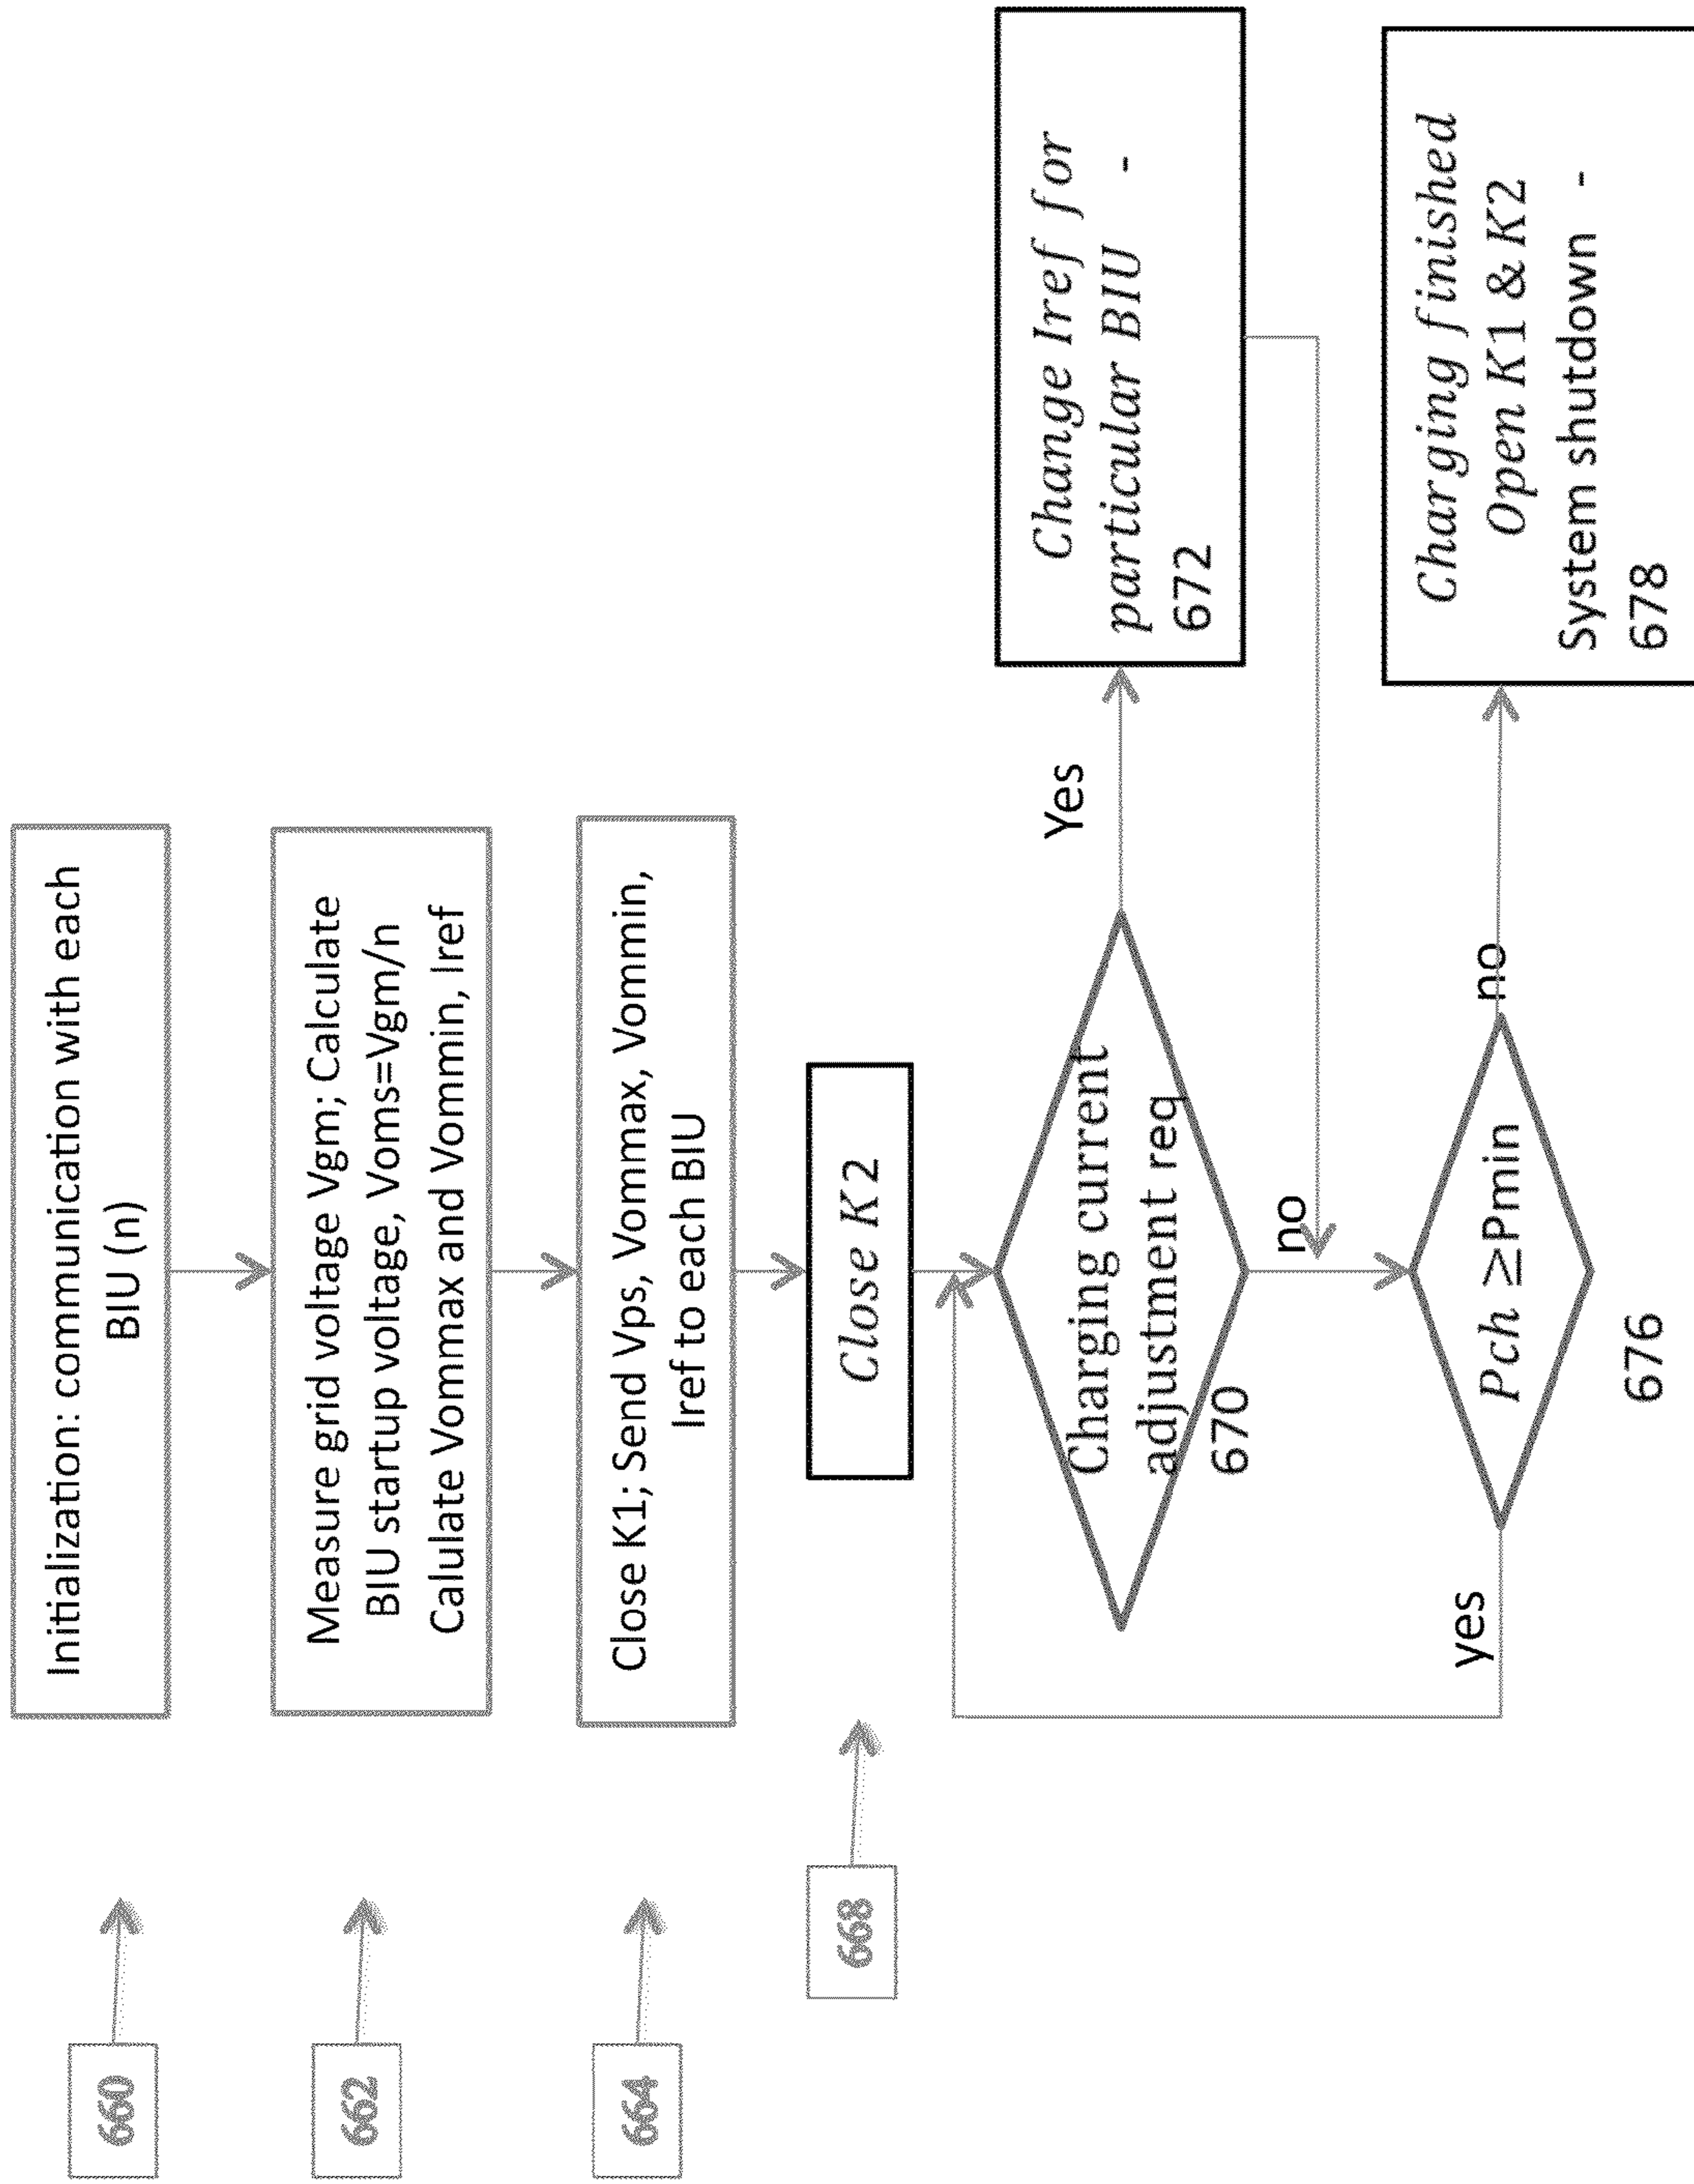 660
Initialization: communication with each
BIU (n)
662
Measure grid voltage Vgm; Calculate
BIU startup voltage, Voms=Vgm/n
Calulate Vommax and Vommin, Iref
664
Close K1; Send Vps, Vommax, Vommin,
Iref to each BIU
668
Close K2
Charging current
adjustment req
670
Yes
Change Iref for
particular BIU -
672
no
Pch ≥Pmin
676
yes
no
Charging finished
Open K1 & K2
System shutdown -
678